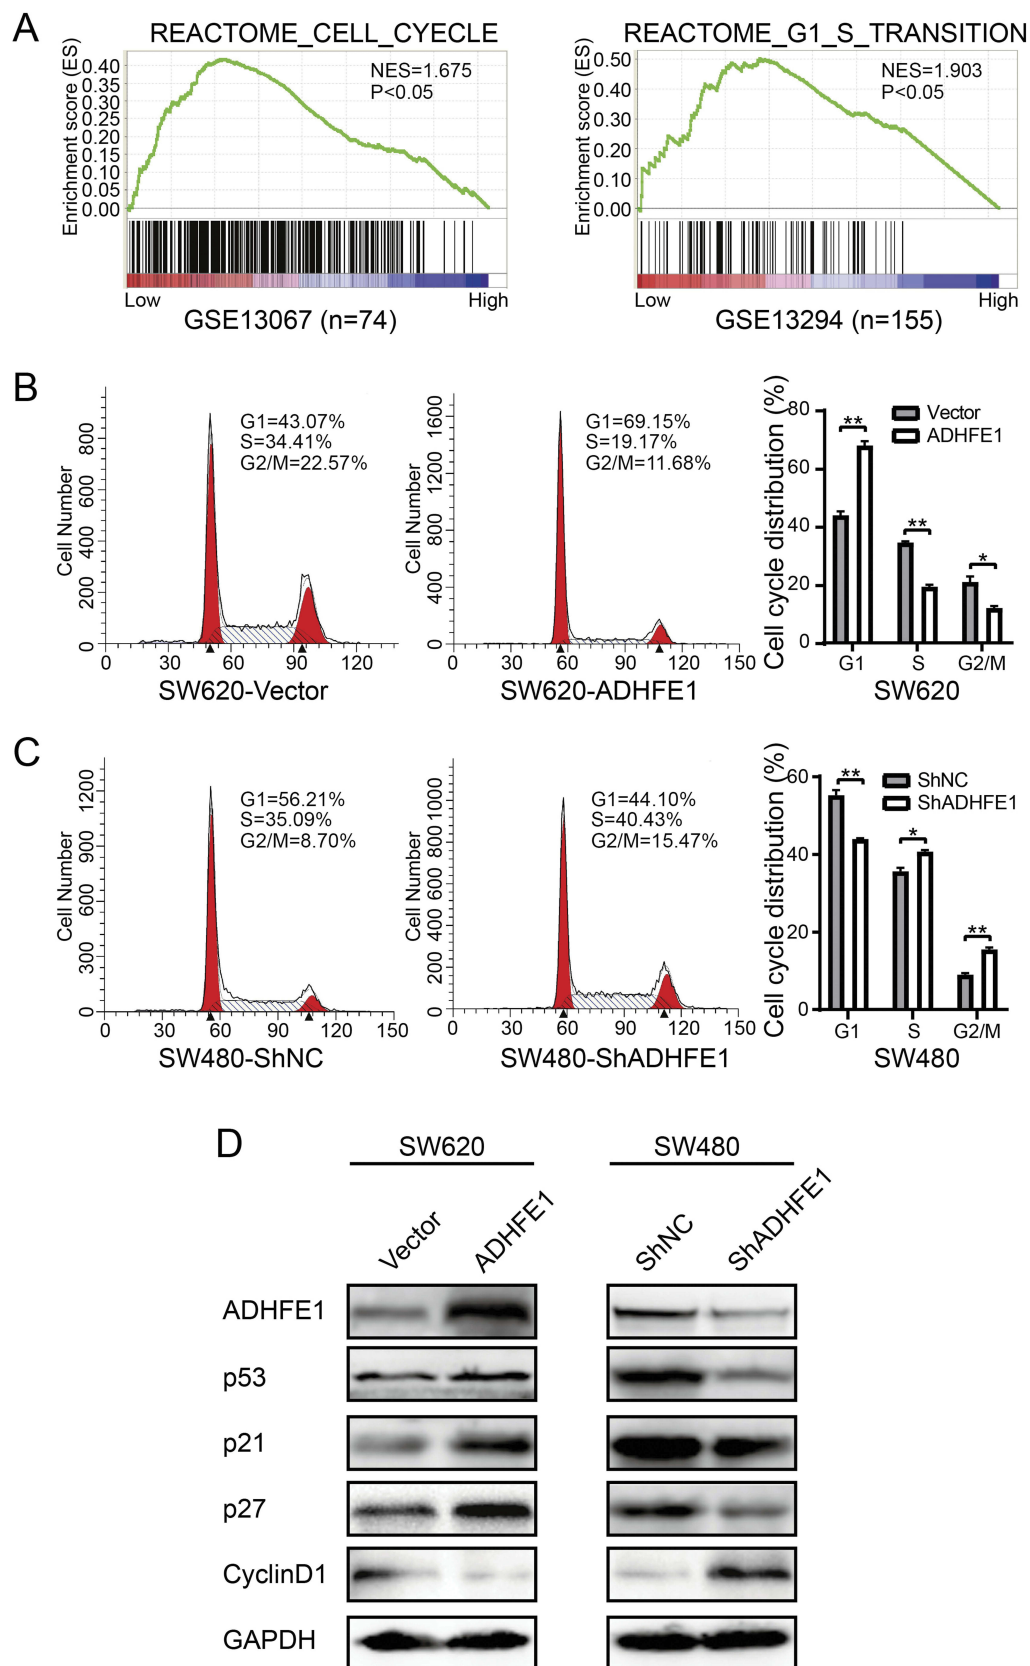 A
REACTOME_CELL_CYECLE
Enrichment score (ES)
0.40
0.35
0.30
0.25
0.20
0.15
0.10
0.05
0.00
NES=1.675
P<0.05
Low
High
GSE13067 (n=74)
REACTOME_G1_S_TRANSITION
Enrichment score (ES)
0.50
0.40
0.30
0.20
0.10
0.00
NES=1.903
P<0.05
Low
High
GSE13294 (n=155)
B
Cell Number
800
600
400
200
0
G1=43.07%
S=34.41%
G2/M=22.57%
0 30 60 90 120
SW620-Vector
Cell Number
1600
1200
800
400
0
G1=69.15%
S=19.17%
G2/M=11.68%
0 30 60 90 120 150
SW620-ADHFE1
Cell cycle distribution (%)
80
60
40
20
0
Vector
ADHFE1
**
**
*
G1 S G2/M
SW620
C
Cell Number
1200
900
600
300
0
G1=56.21%
S=35.09%
G2/M=8.70%
0 30 60 90 120 150
SW480-ShNC
Cell Number
1000
800
600
400
200
0
G1=44.10%
S=40.43%
G2/M=15.47%
0 30 60 90 120 150
SW480-ShADHFE1
Cell cycle distribution (%)
60
40
20
0
ShNC
ShADHFE1
**
*
**
G1 S G2/M
SW480
D
SW620 SW480
Vector ADHFE1 ShNC ShADHFE1
ADHFE1
p53
p21
p27
CyclinD1
GAPDH